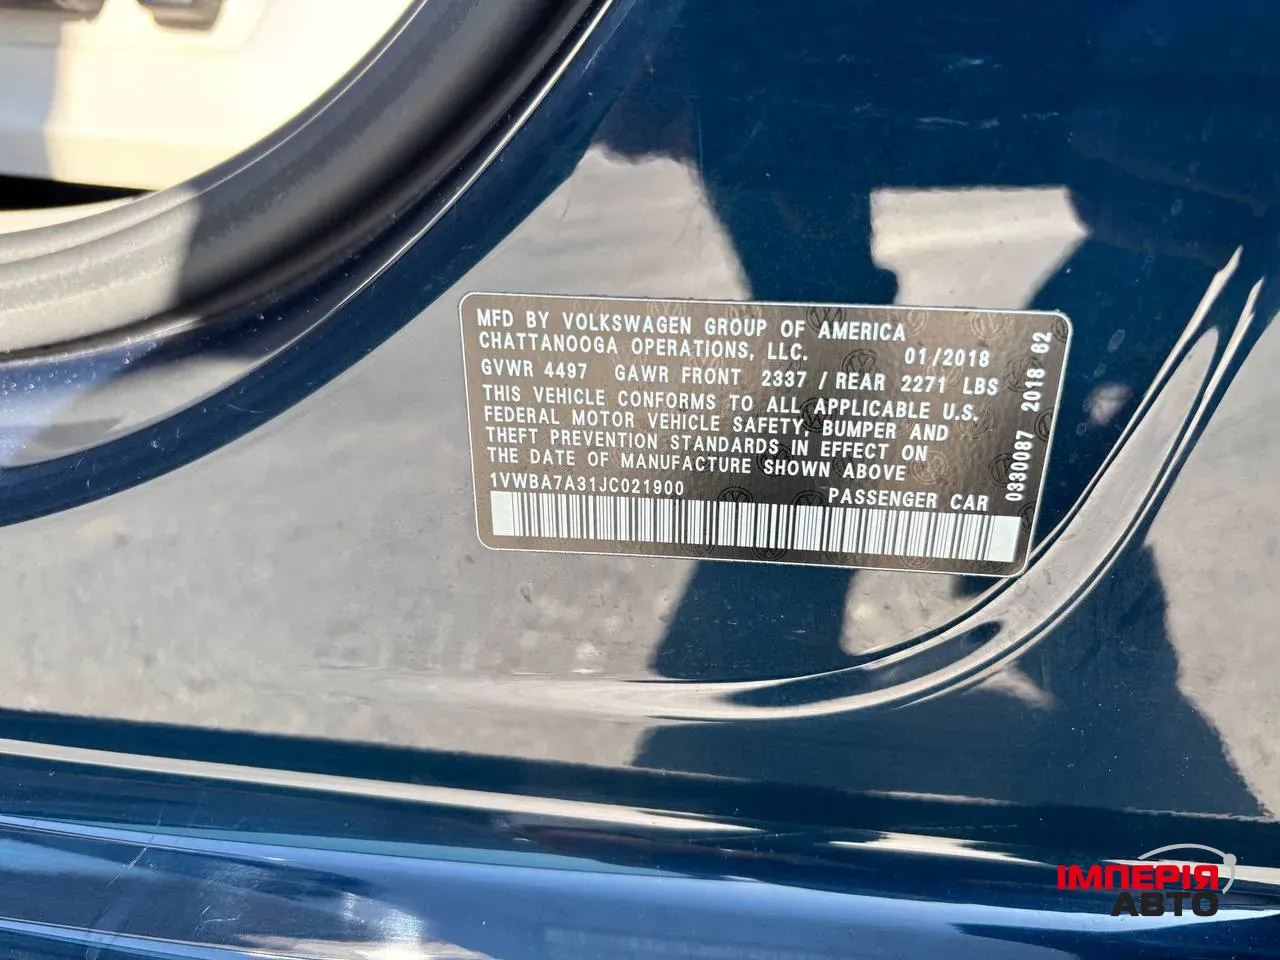 MFD BY VOLKSWAGEN GROUP OF AMERICA
CHATTANOOGA OPERATIONS, LLC. 01/2018
GVWR 4497 GAWR FRONT 2337 / REAR 2271 LBS
THIS VEHICLE CONFORMS TO ALL APPLICABLE U.S.
FEDERAL MOTOR VEHICLE SAFETY, BUMPER AND
THEFT PREVENTION STANDARDS IN EFFECT ON
THE DATE OF MANUFACTURE SHOWN ABOVE
1VWBA7A31JC021900 PASSENGER CAR
0330087 2018 62
ІМПЕРІЯ
АВТО